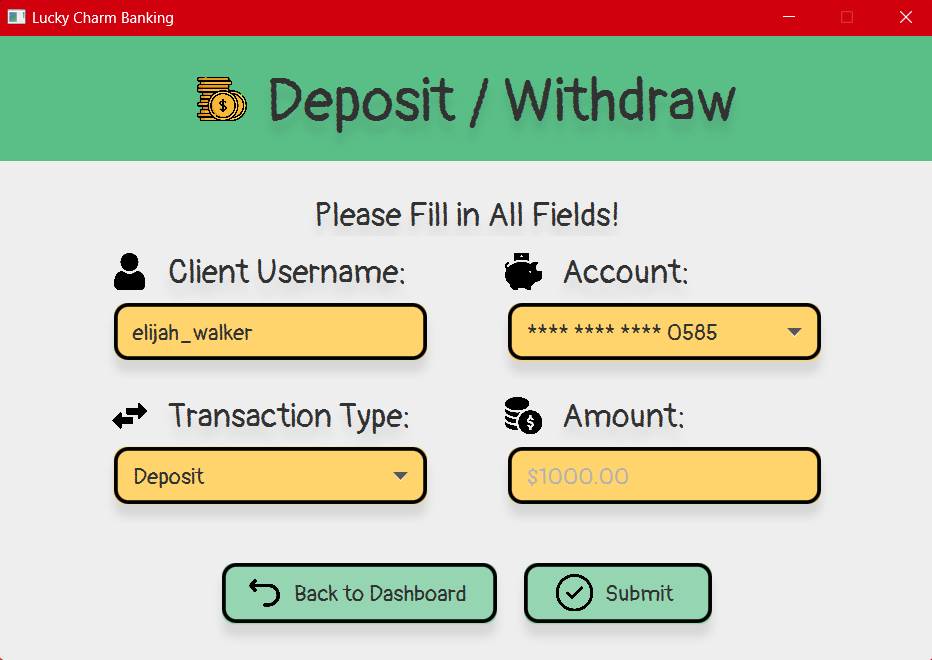 Lucky Charm Banking
Deposit / Withdraw
Please Fill in All Fields!
Client Username:
elijah_walker
Account:
**** **** **** 0585
Transaction Type:
Deposit
Amount:
$1000.00
Back to Dashboard
Submit